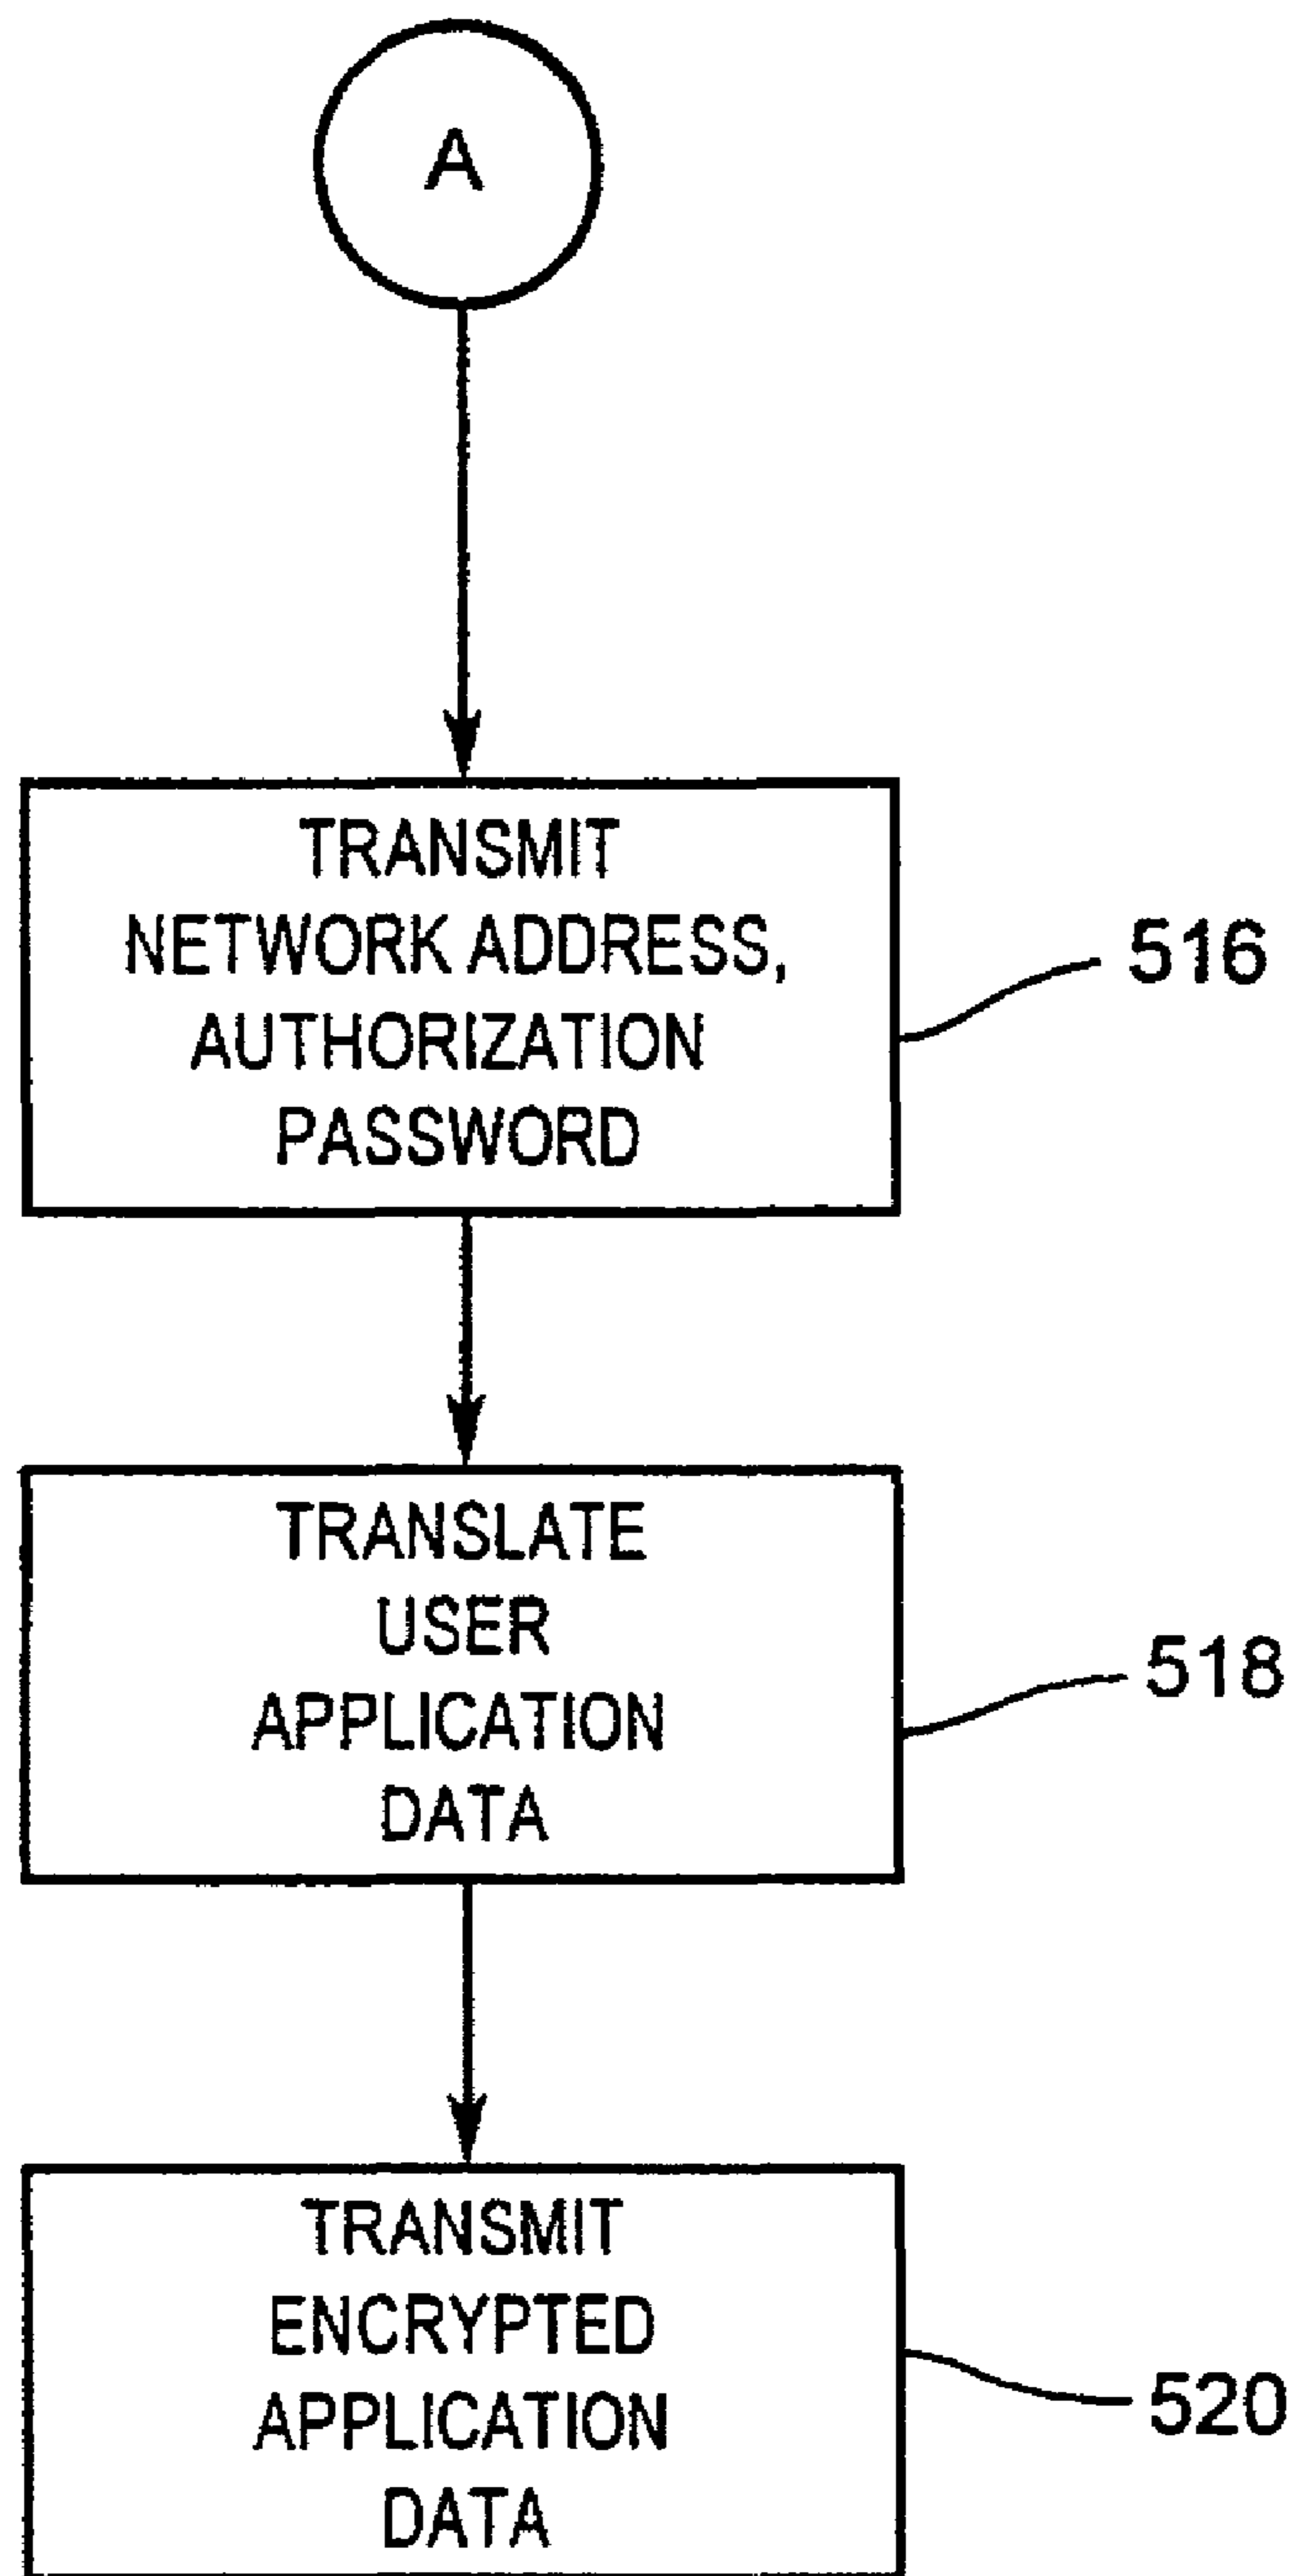 A
TRANSMIT
NETWORK ADDRESS,
AUTHORIZATION
PASSWORD
516
TRANSLATE
USER
APPLICATION
DATA
518
TRANSMIT
ENCRYPTED
APPLICATION
DATA
520